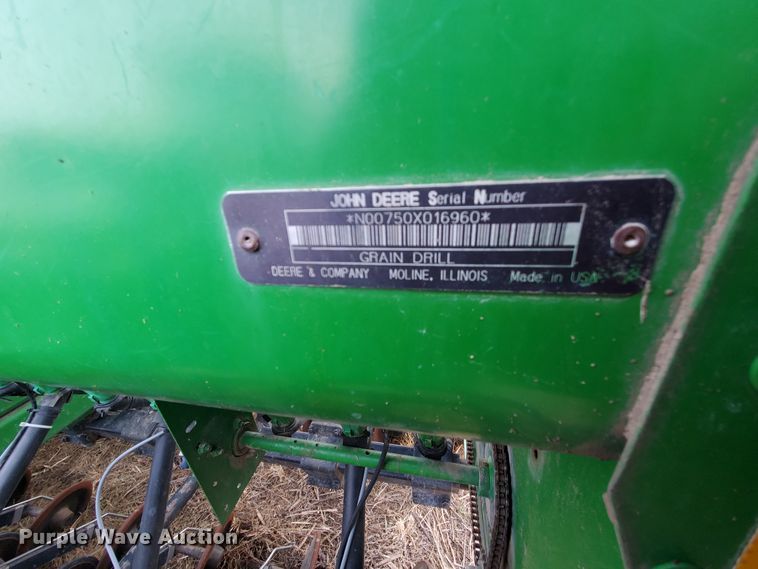 JOHN DEERE Serial Number
*N00750X016960*
GRAIN DRILL
DEERE & COMPANY MOLINE, ILLINOIS Made in USA
Purple Wave Auction